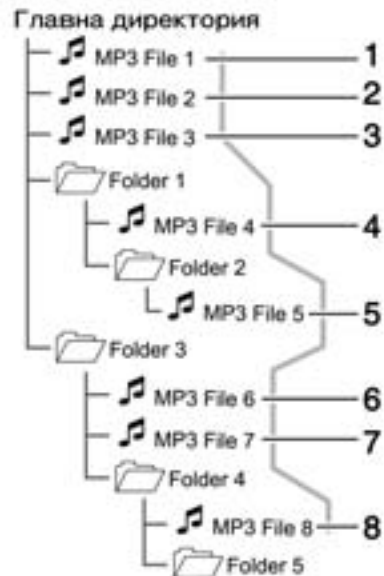 Главна директория
MP3 File 1 1
MP3 File 2 2
MP3 File 3 3
Folder 1
MP3 File 4 4
Folder 2
MP3 File 5 5
Folder 3
MP3 File 6 6
MP3 File 7 7
Folder 4
MP3 File 8 8
Folder 5